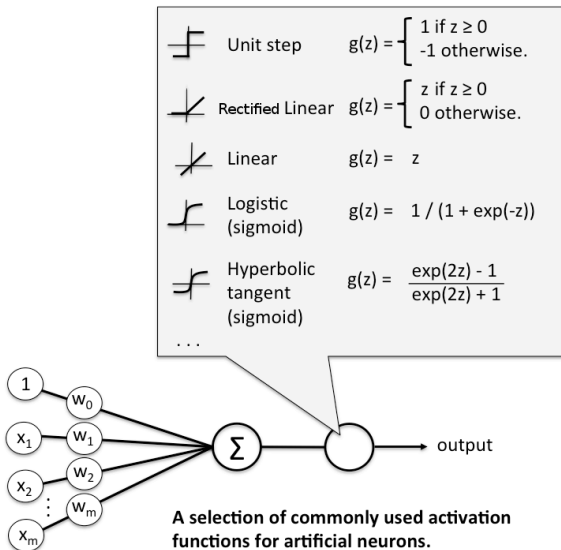 Unit step g(z) = { 1 if z ≥ 0
-1 otherwise.
Rectified Linear g(z) = { z if z ≥ 0
0 otherwise.
Linear g(z) = z
Logistic
(sigmoid) g(z) = 1 / (1 + exp(-z))
Hyperbolic
tangent
(sigmoid) g(z) = exp(2z) - 1
exp(2z) + 1
. . .
1 w₀
x₁ w₁
x₂ w₂
⋮
xₘ wₘ
Σ
output
A selection of commonly used activation
functions for artificial neurons.